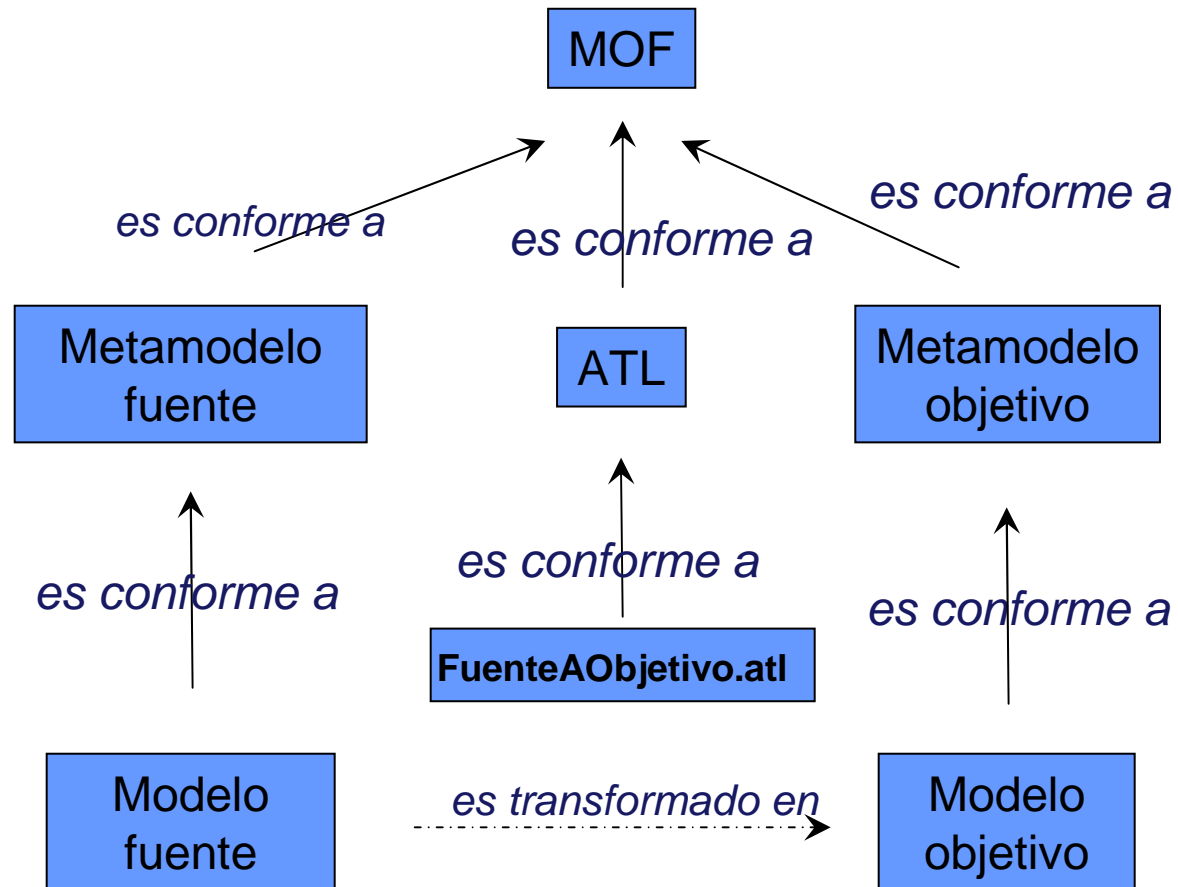 MOF
es conforme a
es conforme a
es conforme a
Metamodelo
fuente
ATL
Metamodelo
objetivo
es conforme a
es conforme a
es conforme a
FuenteAObjetivo.atl
Modelo
fuente
es transformado en
Modelo
objetivo